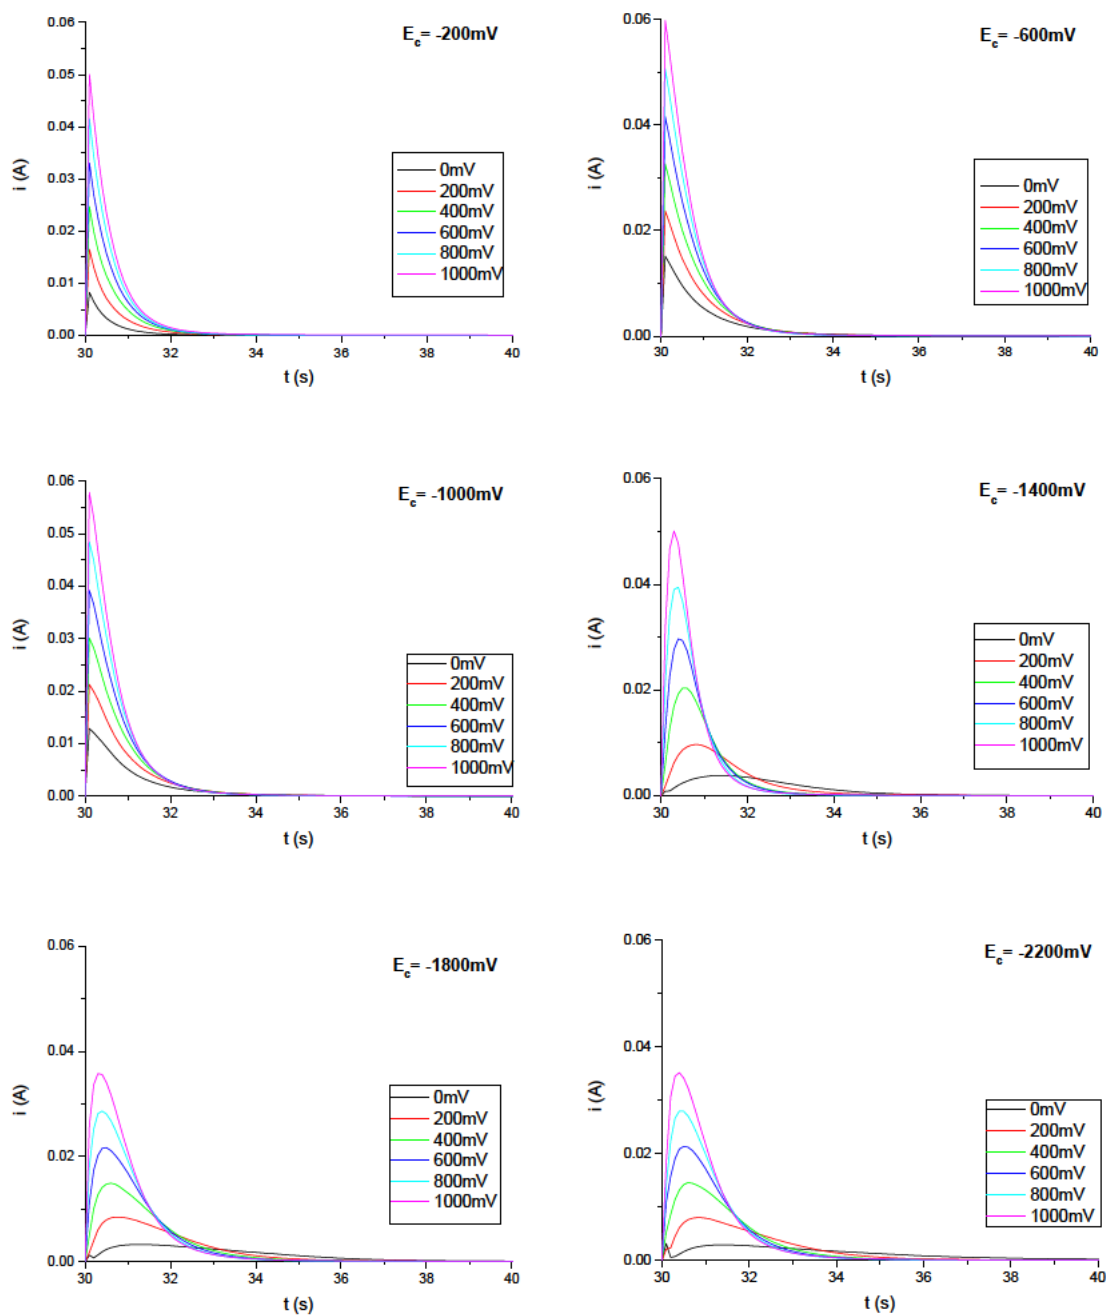 E_c= -200mV
0.06
0.05
0.04
0.03
0.02
0.01
0.00
i (A)
0mV
200mV
400mV
600mV
800mV
1000mV
30 32 34 36 38 40
t (s)
E_c= -600mV
0.06
0.04
0.02
0.00
i (A)
0mV
200mV
400mV
600mV
800mV
1000mV
30 32 34 36 38 40
t (s)
E_c= -1000mV
0.06
0.05
0.04
0.03
0.02
0.01
0.00
i (A)
0mV
200mV
400mV
600mV
800mV
1000mV
30 32 34 36 38 40
t (s)
E_c= -1400mV
0.06
0.04
0.02
0.00
i (A)
0mV
200mV
400mV
600mV
800mV
1000mV
30 32 34 36 38 40
t (s)
E_c= -1800mV
0.06
0.04
0.02
0.00
i (A)
0mV
200mV
400mV
600mV
800mV
1000mV
30 32 34 36 38 40
t (s)
E_c= -2200mV
0.06
0.04
0.02
0.00
i (A)
0mV
200mV
400mV
600mV
800mV
1000mV
30 32 34 36 38 40
t (s)